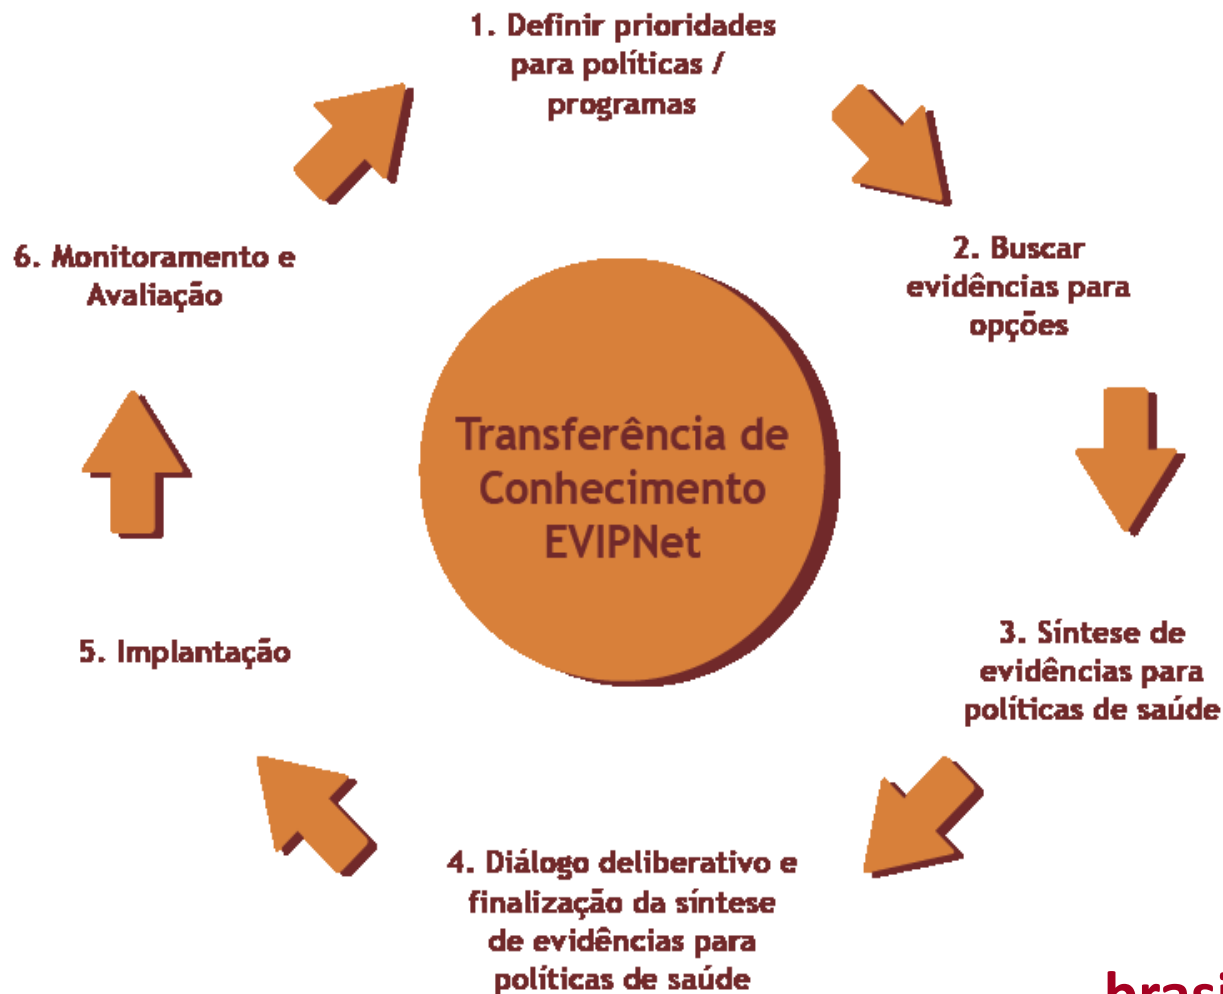 1. Definir prioridades
para políticas /
programas
2. Buscar
evidências para
opções
3. Síntese de
evidências para
políticas de saúde
4. Diálogo deliberativo e
finalização da síntese
de evidências para
políticas de saúde
5. Implantação
6. Monitoramento e
Avaliação
Transferência de
Conhecimento
EVIPNet